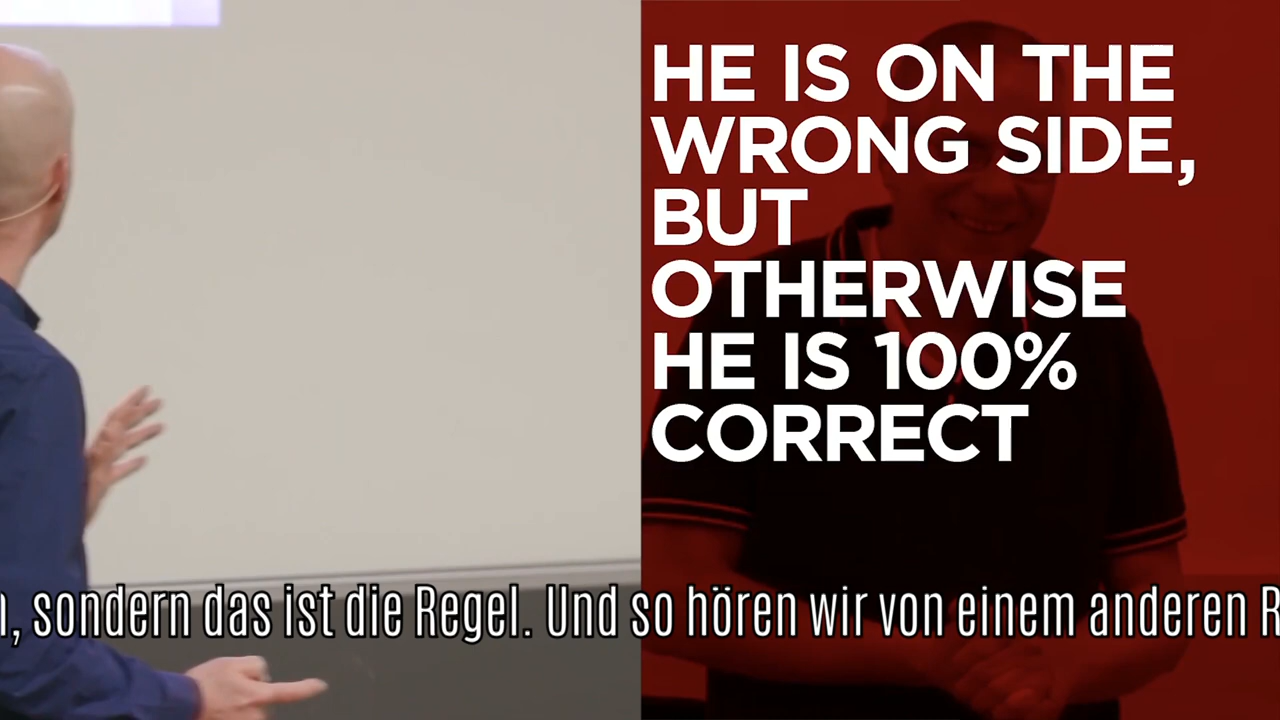 HE IS ON THE
WRONG SIDE,
BUT
OTHERWISE
HE IS 100%
CORRECT
, sondern das ist die Regel. Und so hören wir von einem anderen